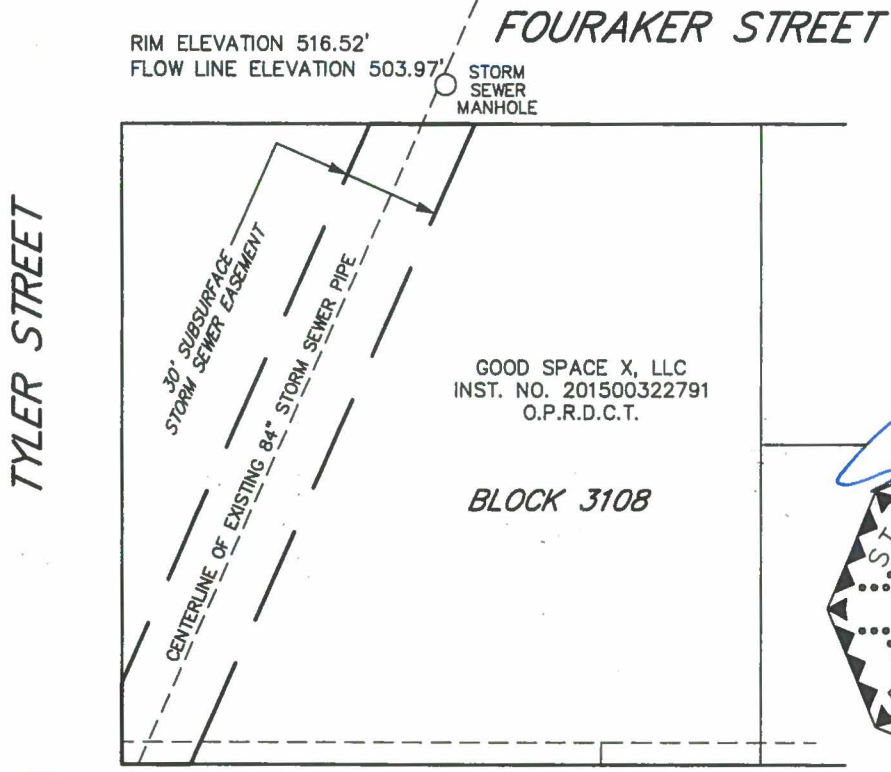 FOURAKER STREET
RIM ELEVATION 516.52'
FLOW LINE ELEVATION 503.97'
STORM
SEWER
MANHOLE
TYLER STREET
30' SUBSURFACE
STORM SEWER EASEMENT
CENTERLINE OF EXISTING 84" STORM SEWER PIPE
GOOD SPACE X, LLC
INST. NO. 201500322791
O.P.R.D.C.T.
BLOCK 3108